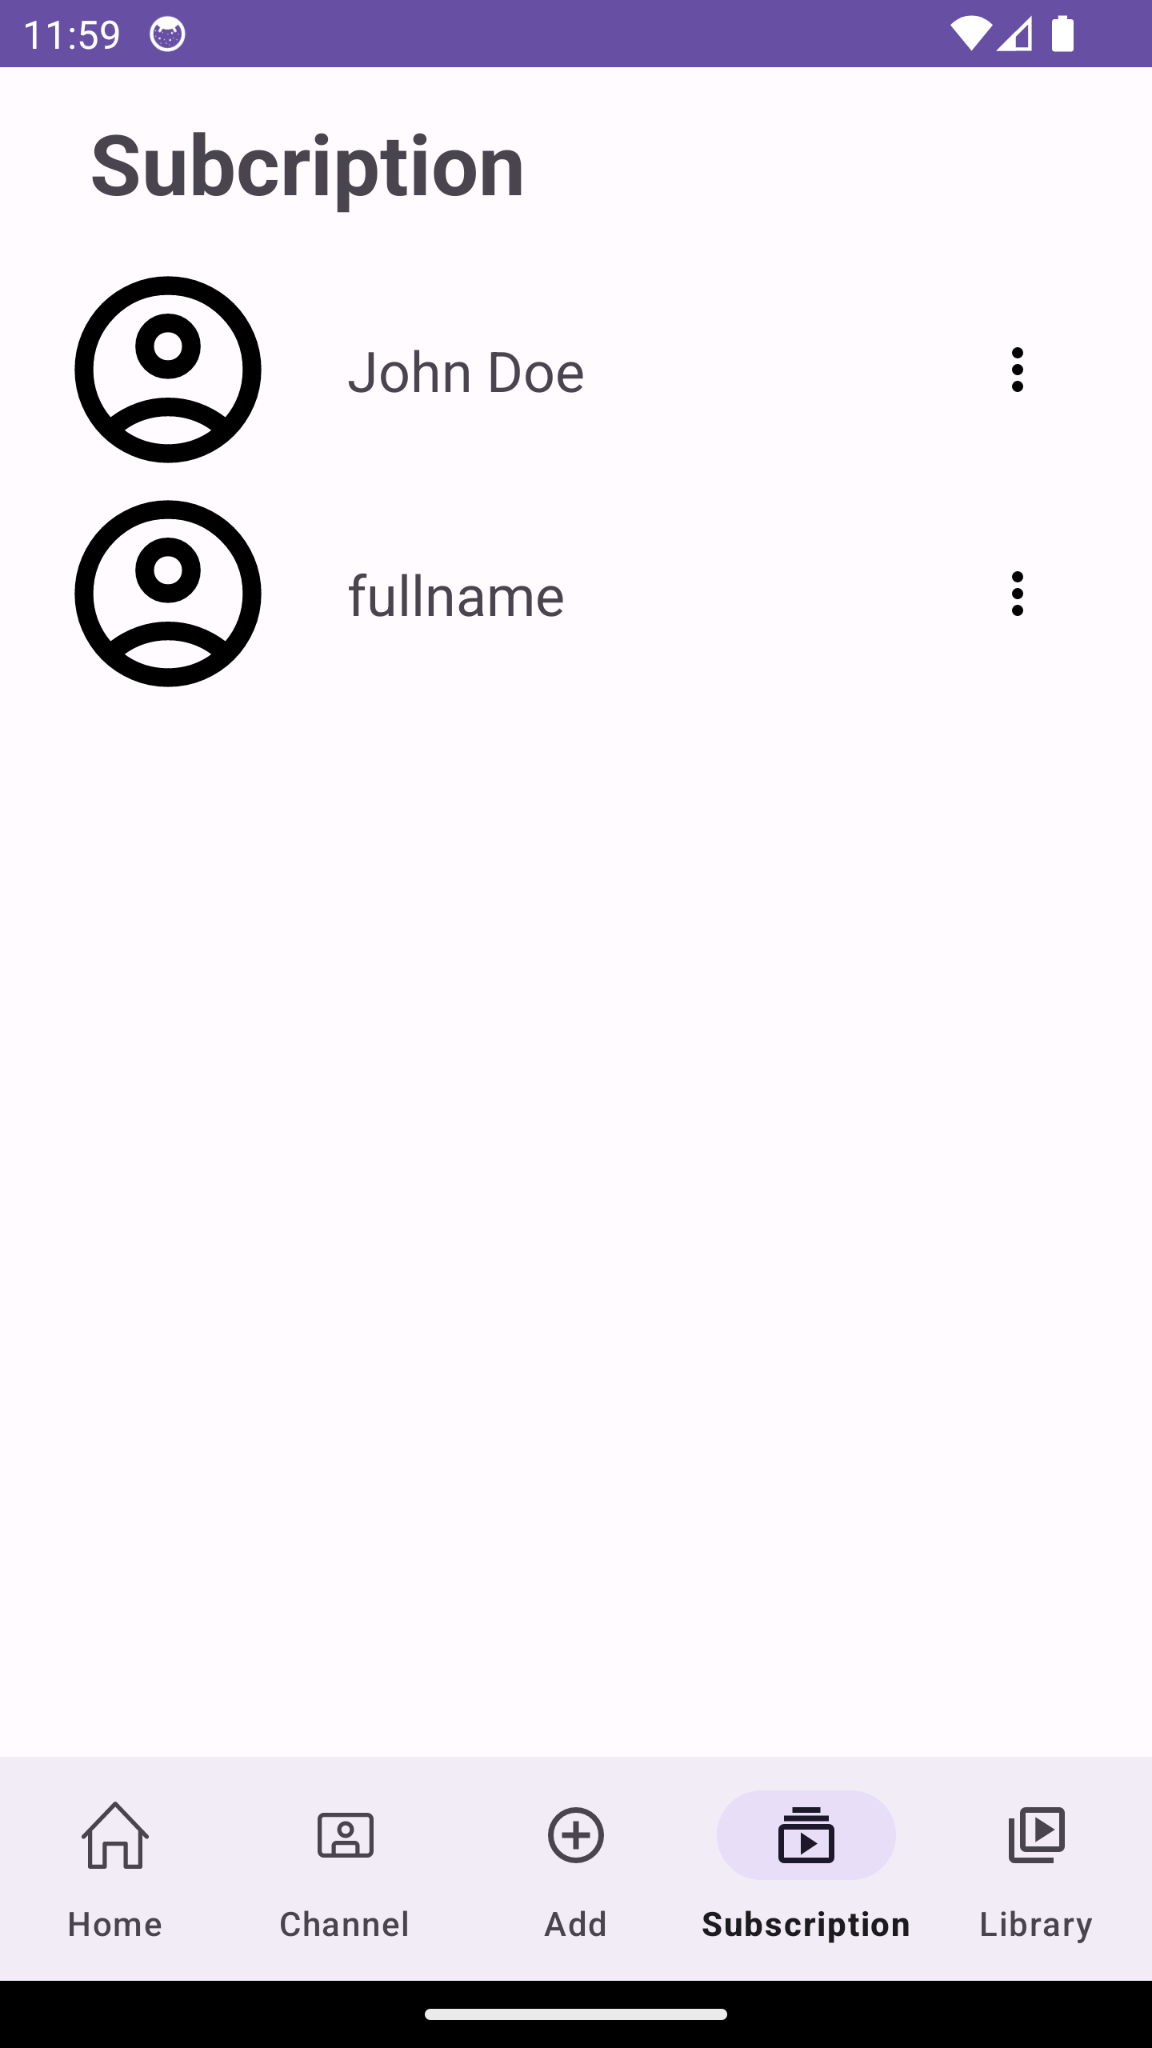 11:59
Subcription
John Doe
fullname
Home
Channel
Add
Subscription
Library